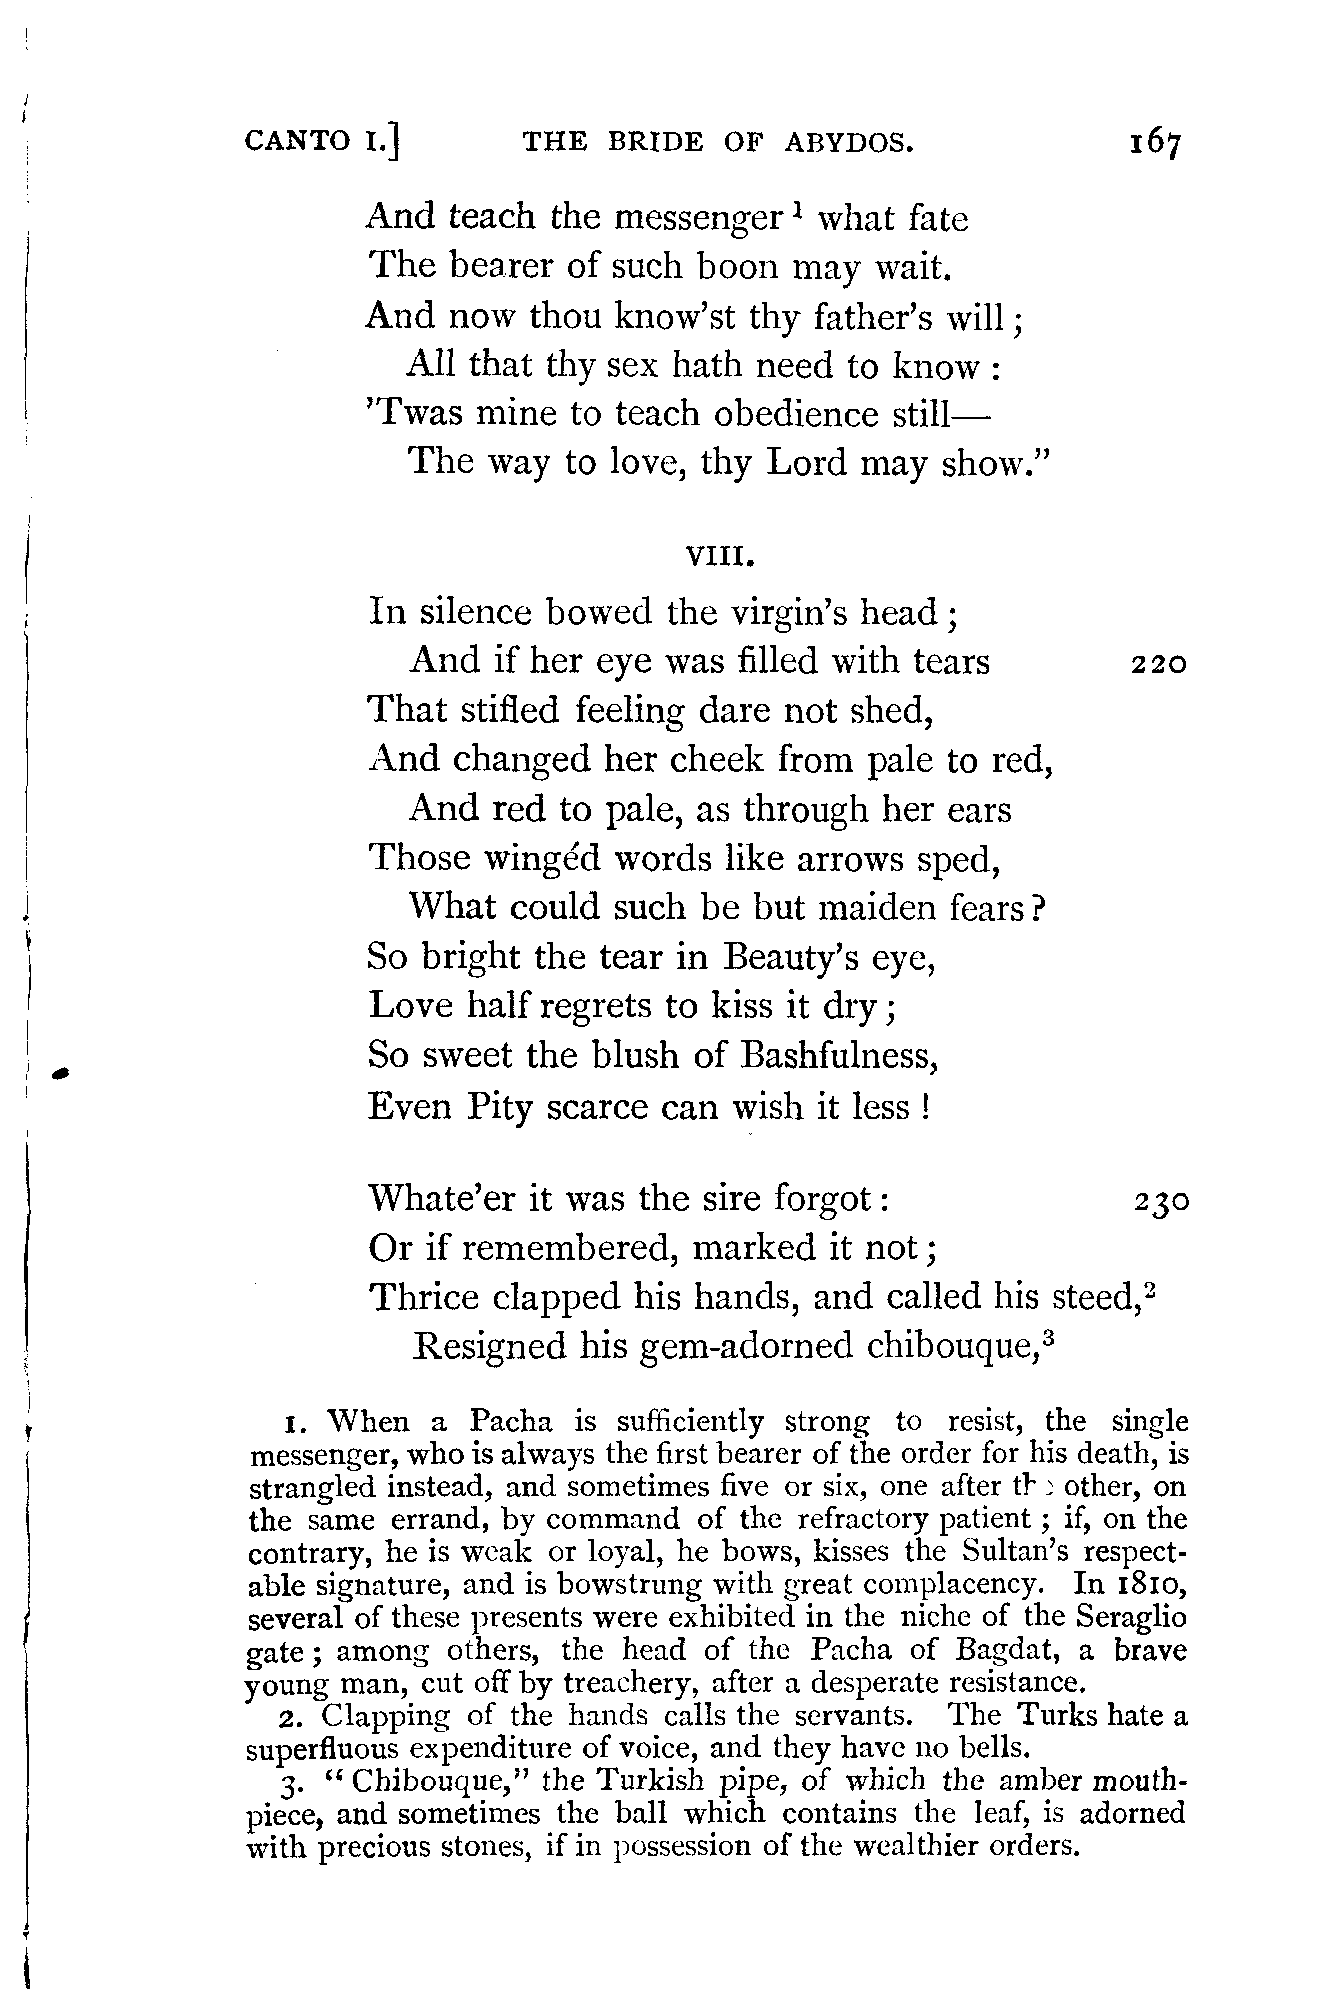 CANTO I.] THE BRIDE OF ABYDOS. 167
And teach the messenger ¹ what fate
The bearer of such boon may wait.
And now thou know'st thy father's will ;
All that thy sex hath need to know :
'Twas mine to teach obedience still—
The way to love, thy Lord may show."
VIII.
In silence bowed the virgin's head ;
And if her eye was filled with tears 220
That stifled feeling dare not shed,
And changed her cheek from pale to red,
And red to pale, as through her ears
Those wingéd words like arrows sped,
What could such be but maiden fears ?
So bright the tear in Beauty's eye,
Love half regrets to kiss it dry ;
So sweet the blush of Bashfulness,
Even Pity scarce can wish it less !
Whate'er it was the sire forgot : 230
Or if remembered, marked it not ;
Thrice clapped his hands, and called his steed,²
Resigned his gem-adorned chibouque,³
1. When a Pacha is sufficiently strong to resist, the single
messenger, who is always the first bearer of the order for his death, is
strangled instead, and sometimes five or six, one after the other, on
the same errand, by command of the refractory patient ; if, on the
contrary, he is weak or loyal, he bows, kisses the Sultan's respect-
able signature, and is bowstrung with great complacency. In 1810,
several of these presents were exhibited in the niche of the Seraglio
gate ; among others, the head of the Pacha of Bagdat, a brave
young man, cut off by treachery, after a desperate resistance.
2. Clapping of the hands calls the servants. The Turks hate a
superfluous expenditure of voice, and they have no bells.
3. "Chibouque," the Turkish pipe, of which the amber mouth-
piece, and sometimes the ball which contains the leaf, is adorned
with precious stones, if in possession of the wealthier orders.